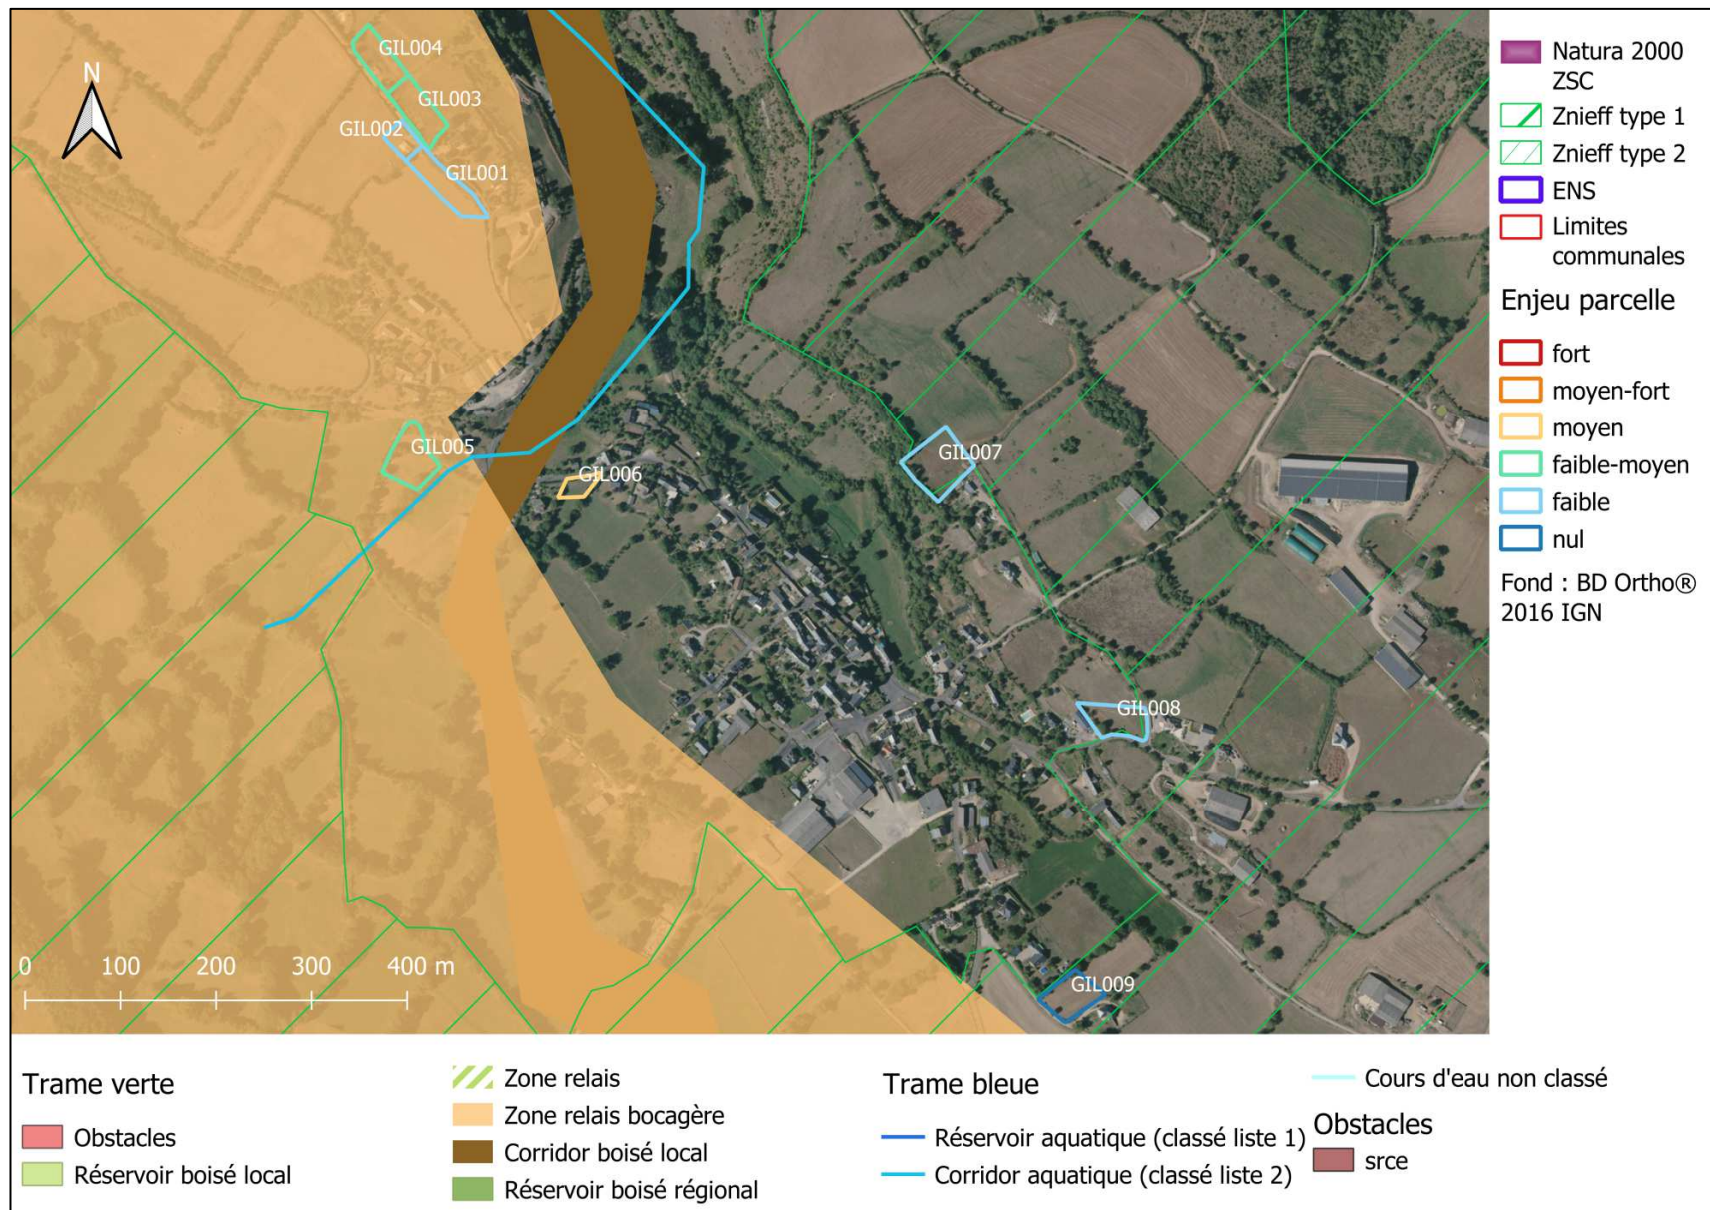 GIL004
N
GIL003
GIL002
GIL001
GIL005
GIL006
GIL007
GIL008
GIL009
0 100 200 300 400 m
Natura 2000
ZSC
Znieff type 1
Znieff type 2
ENS
Limites
communales
Enjeu parcelle
fort
moyen-fort
moyen
faible-moyen
faible
nul
Fond : BD Ortho®
2016 IGN
Trame verte
Obstacles
Réservoir boisé local
Zone relais
Zone relais bocagère
Corridor boisé local
Réservoir boisé régional
Trame bleue
Réservoir aquatique (classé liste 1)
Corridor aquatique (classé liste 2)
Cours d'eau non classé
Obstacles
srce